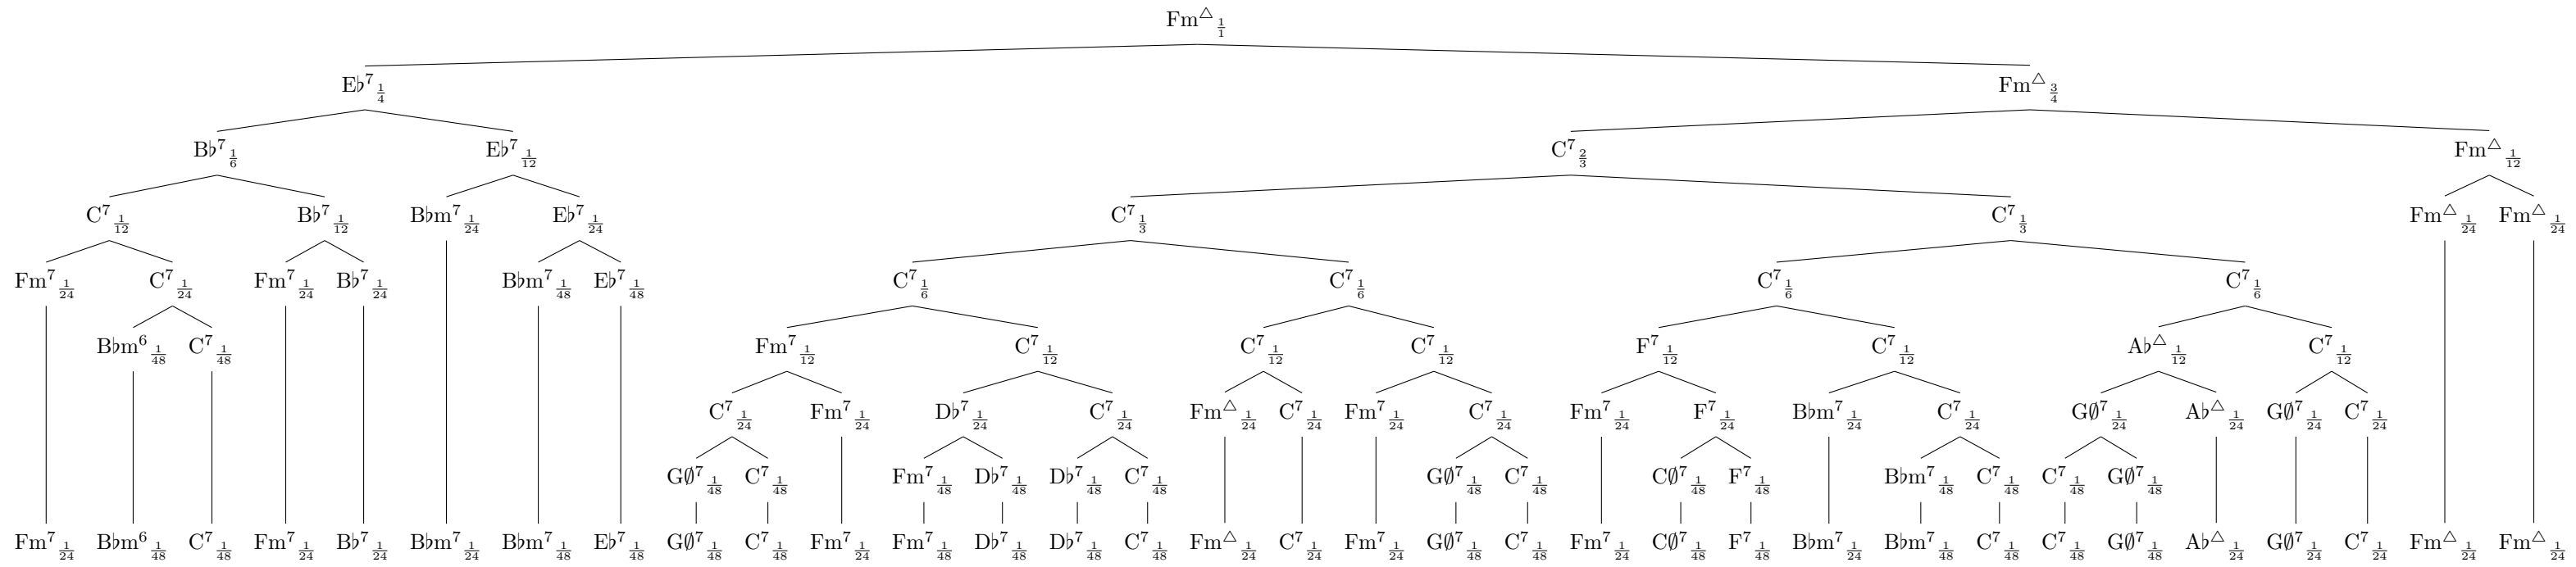 Fm△ 1/1
E♭7 1/4 Fm△ 3/4
B♭7 1/6 E♭7 1/12 C7 2/3 Fm△ 1/12
C7 1/12 B♭7 1/12 B♭m7 1/24 E♭7 1/24 C7 1/3 C7 1/3 Fm△ 1/24 Fm△ 1/24
Fm7 1/24 C7 1/24 Fm7 1/24 B♭7 1/24 B♭m7 1/48 E♭7 1/48 C7 1/6 C7 1/6 C7 1/6 C7 1/6
B♭m6 1/48 C7 1/48 Fm7 1/12 C7 1/12 C7 1/12 C7 1/12 F7 1/12 C7 1/12 A♭△ 1/12 C7 1/12
C7 1/24 Fm7 1/24 D♭7 1/24 C7 1/24 Fm△ 1/24 C7 1/24 Fm7 1/24 C7 1/24 Fm7 1/24 F7 1/24 B♭m7 1/24 C7 1/24 G∅7 1/24 A♭△ 1/24 G∅7 1/24 C7 1/24
G∅7 1/48 C7 1/48 Fm7 1/48 D♭7 1/48 D♭7 1/48 C7 1/48 G∅7 1/48 C7 1/48 C∅7 1/48 F7 1/48 B♭m7 1/48 C7 1/48 C7 1/48 G∅7 1/48
Fm7 1/24 B♭m6 1/48 C7 1/48 Fm7 1/24 B♭7 1/24 B♭m7 1/24 B♭m7 1/48 E♭7 1/48 G∅7 1/48 C7 1/48 Fm7 1/24 Fm7 1/48 D♭7 1/48 D♭7 1/48 C7 1/48 Fm△ 1/24 C7 1/24 Fm7 1/24 G∅7 1/48 C7 1/48 Fm7 1/24 C∅7 1/48 F7 1/48 B♭m7 1/24 B♭m7 1/48 C7 1/48 C7 1/48 G∅7 1/48 A♭△ 1/24 G∅7 1/24 C7 1/24 Fm△ 1/24 Fm△ 1/24